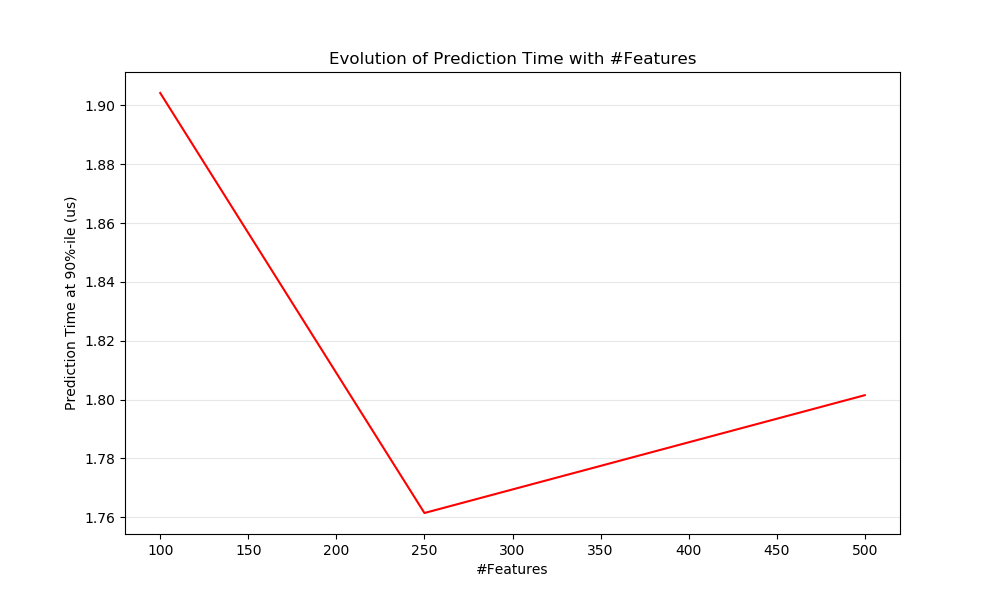 Evolution of Prediction Time with #Features
Prediction Time at 90%-ile (us)
1.90
1.88
1.86
1.84
1.82
1.80
1.78
1.76
100 150 200 250 300 350 400 450 500
#Features